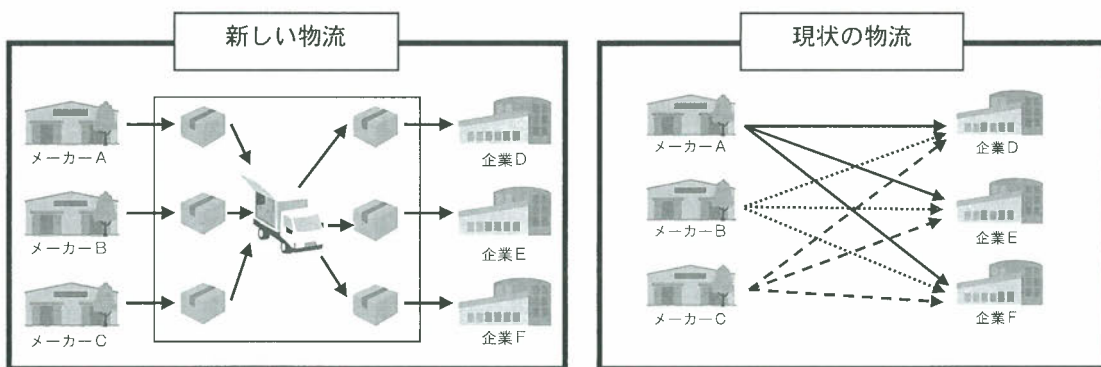 新しい物流
メーカーA
メーカーB
メーカーC
企業D
企業E
企業F
現状の物流
メーカーA
メーカーB
メーカーC
企業D
企業E
企業F